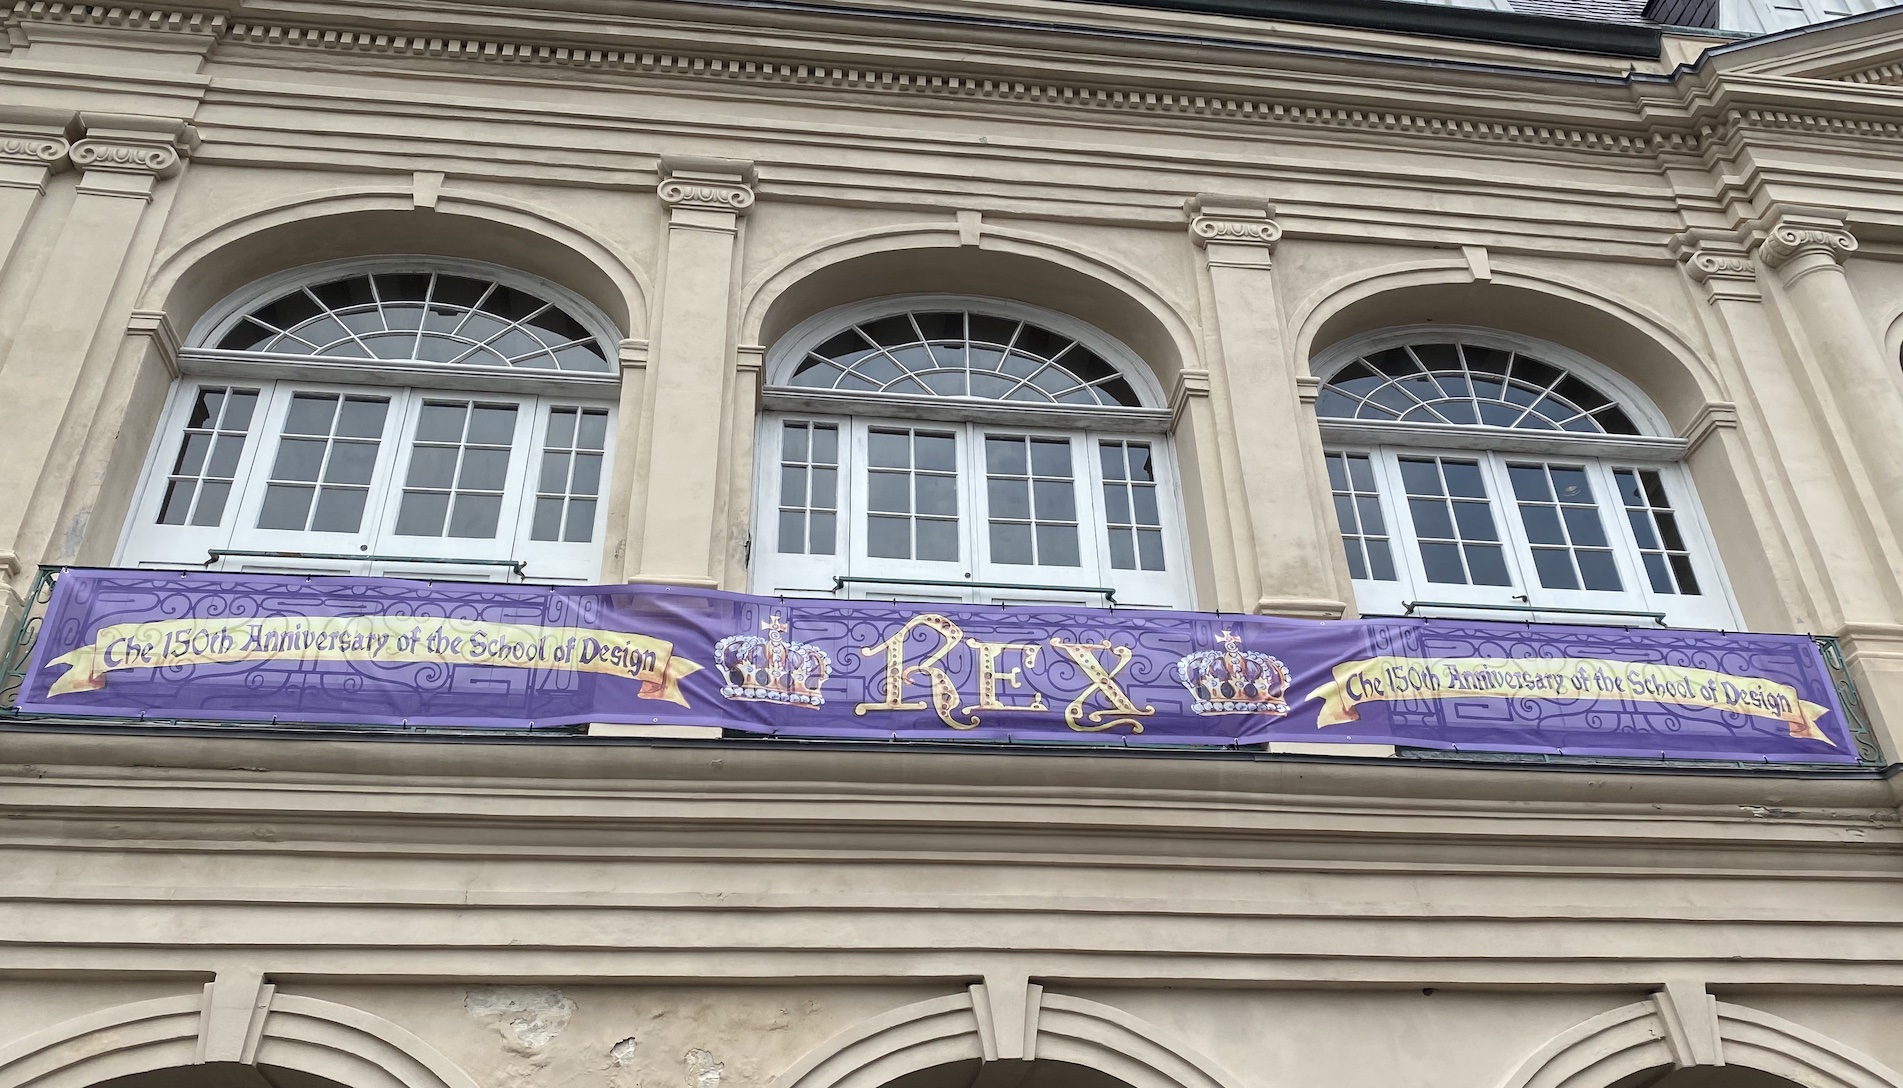 The 150th Anniversary of the School of Design
REX
The 150th Anniversary of the School of Design